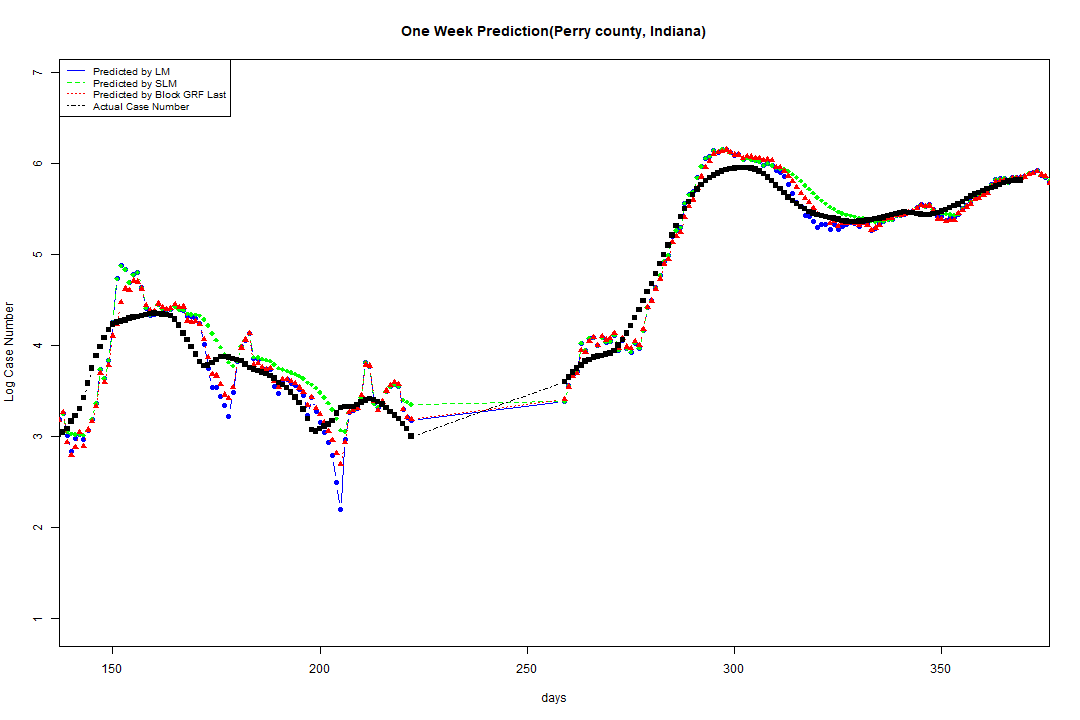 One Week Prediction(Perry county, Indiana)
Predicted by LM
Predicted by SLM
Predicted by Block GRF Last
Actual Case Number
Log Case Number
7
6
5
4
3
2
1
150 200 250 300 350
days